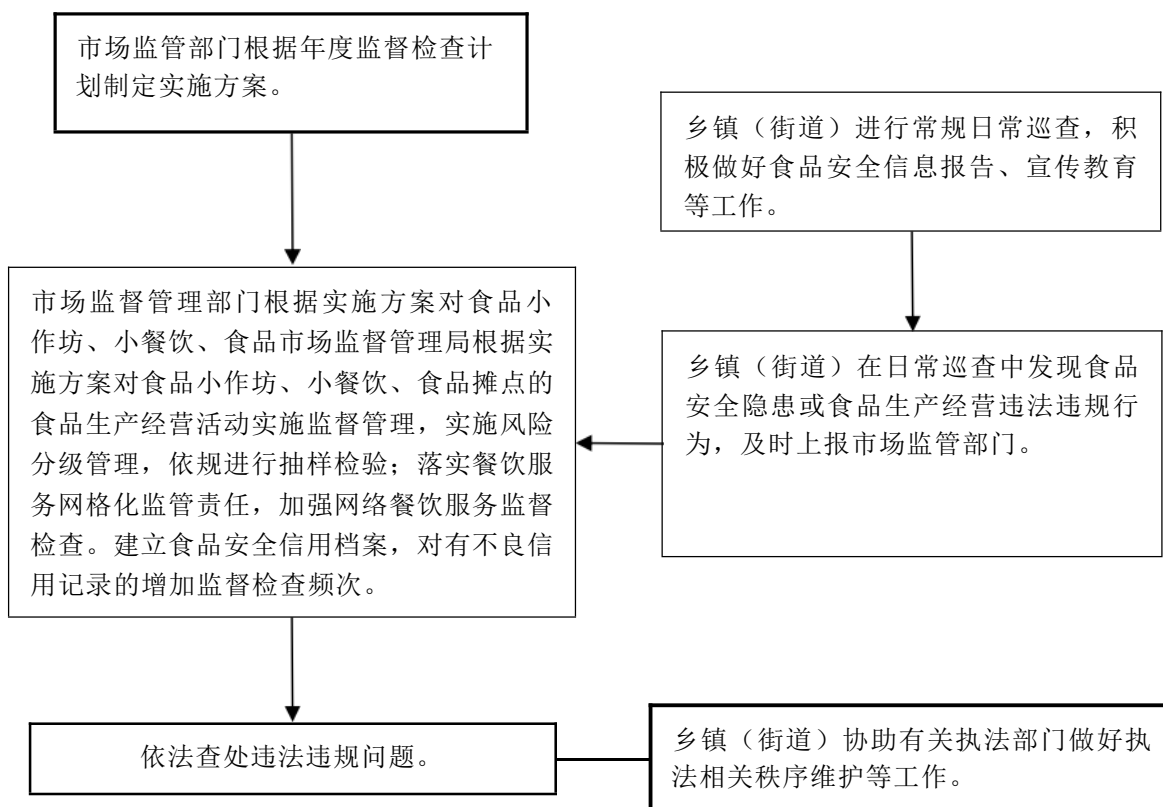 市场监管部门根据年度监督检查计
划制定实施方案。
乡镇（街道）进行常规日常巡查，积
极做好食品安全信息报告、宣传教育
等工作。
市场监督管理部门根据实施方案对食品小
作坊、小餐饮、食品市场监督管理局根据实
施方案对食品小作坊、小餐饮、食品摊点的
食品生产经营活动实施监督管理，实施风险
分级管理，依规进行抽样检验；落实餐饮服
务网格化监管责任，加强网络餐饮服务监督
检查。建立食品安全信用档案，对有不良信
用记录的增加监督检查频次。
乡镇（街道）在日常巡查中发现食品
安全隐患或食品生产经营违法违规行
为，及时上报市场监管部门。
依法查处违法违规问题。
乡镇（街道）协助有关执法部门做好执
法相关秩序维护等工作。